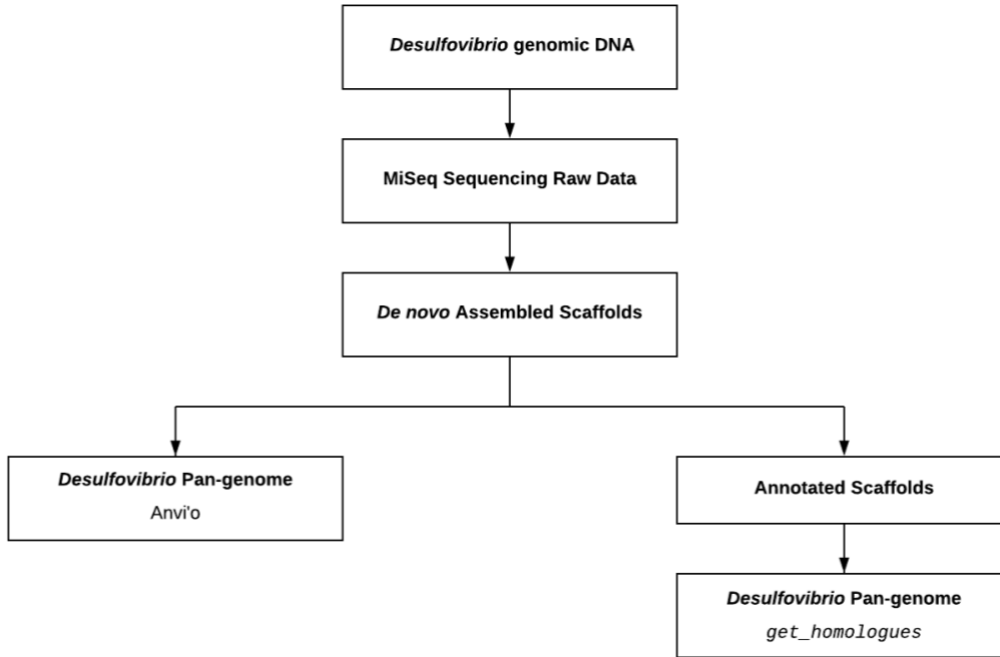 Desulfovibrio genomic DNA
MiSeq Sequencing Raw Data
De novo Assembled Scaffolds
Desulfovibrio Pan-genome
Anvi'o
Annotated Scaffolds
Desulfovibrio Pan-genome
get_homologues